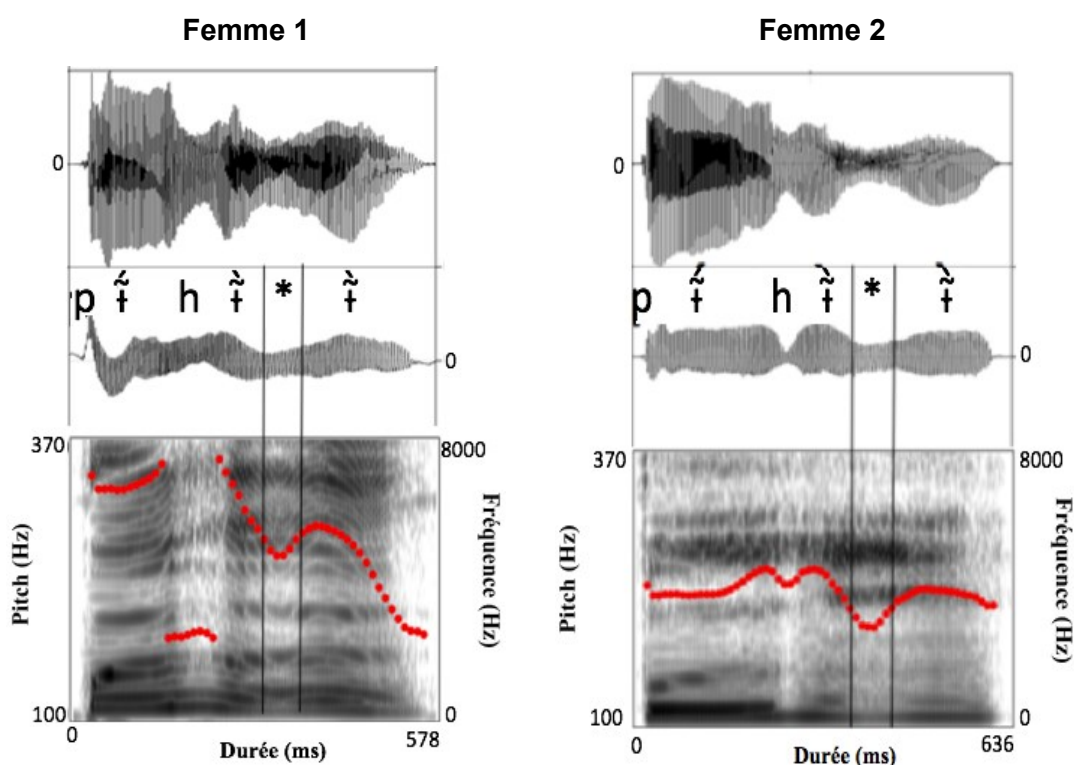 Femme 1
Femme 2
0
0
p ɨ̃́ h ɨ̃́ * ɨ̃́
p ɨ̃́ h ɨ̃́ * ɨ̃́
0
0
370
8000
Pitch (Hz)
Fréquence (Hz)
100
0
0
Durée (ms)
578
370
8000
Pitch (Hz)
Fréquence (Hz)
100
0
0
Durée (ms)
636